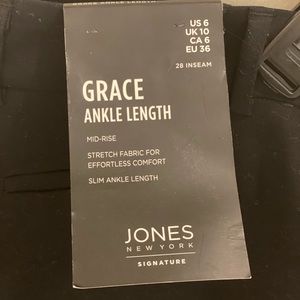 US 6
UK 10
CA 6
EU 36
28 INSEAM
GRACE
ANKLE LENGTH
MID-RISE
STRETCH FABRIC FOR
EFFORTLESS COMFORT
SLIM ANKLE LENGTH
JONES
NEW YORK
SIGNATURE